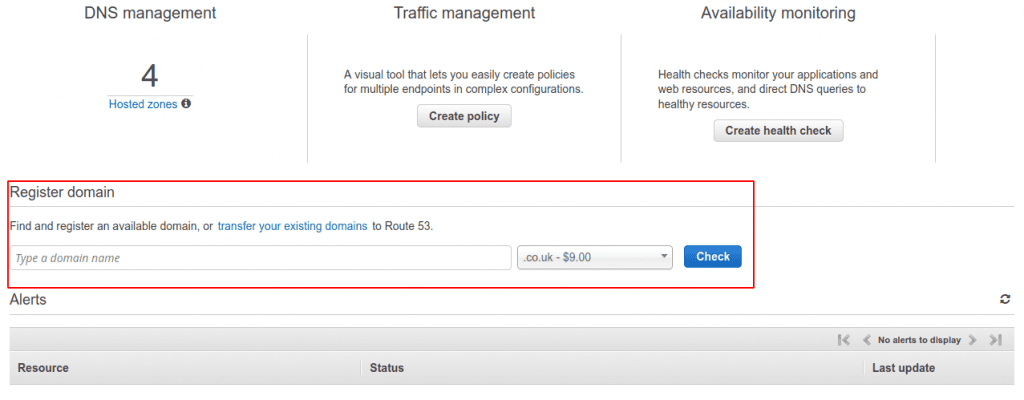 DNS management
Traffic management
Availability monitoring
4
Hosted zones
A visual tool that lets you easily create policies
for multiple endpoints in complex configurations.
Create policy
Health checks monitor your applications and
web resources, and direct DNS queries to
healthy resources.
Create health check
Register domain
Find and register an available domain, or transfer your existing domains to Route 53.
Type a domain name
.co.uk - $9.00
Check
Alerts
No alerts to display
Resource
Status
Last update